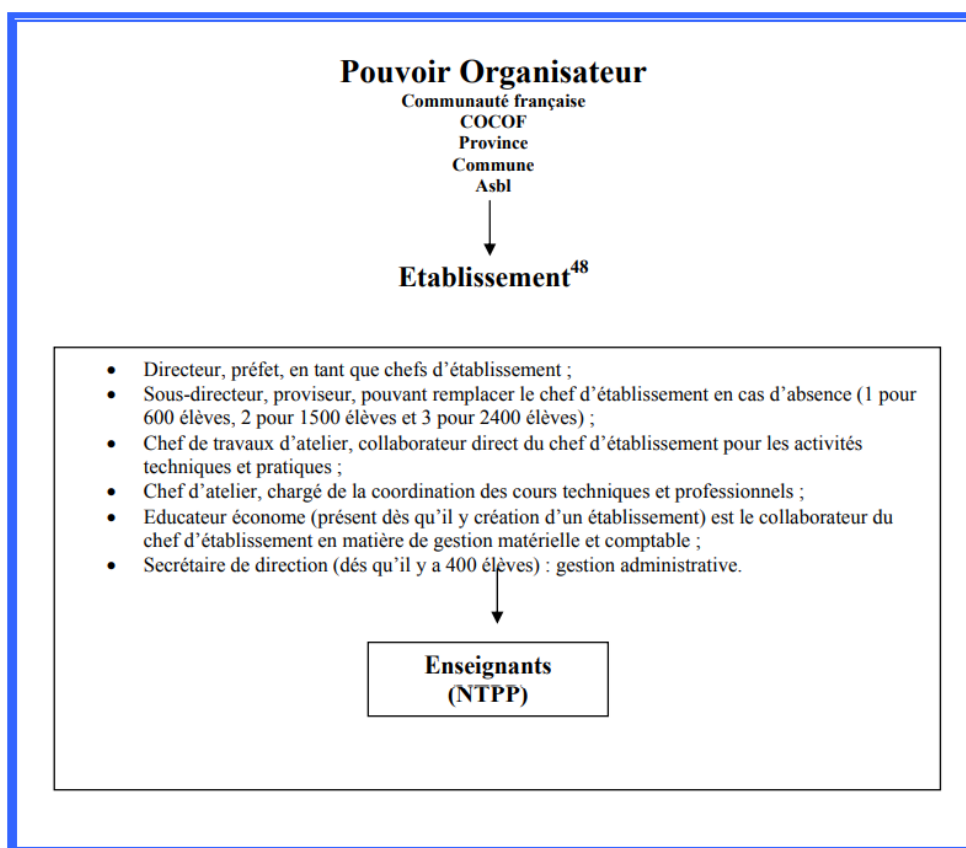 Pouvoir Organisateur
Communauté française
COCOF
Province
Commune
Asbl
Etablissement48
• Directeur, préfet, en tant que chefs d’établissement ;
• Sous-directeur, proviseur, pouvant remplacer le chef d’établissement en cas d’absence (1 pour
600 élèves, 2 pour 1500 élèves et 3 pour 2400 élèves) ;
• Chef de travaux d’atelier, collaborateur direct du chef d’établissement pour les activités
techniques et pratiques ;
• Chef d’atelier, chargé de la coordination des cours techniques et professionnels ;
• Educateur économe (présent dès qu’il y création d’un établissement) est le collaborateur du
chef d’établissement en matière de gestion matérielle et comptable ;
• Secrétaire de direction (dés qu’il y a 400 élèves) : gestion administrative.
Enseignants
(NTPP)